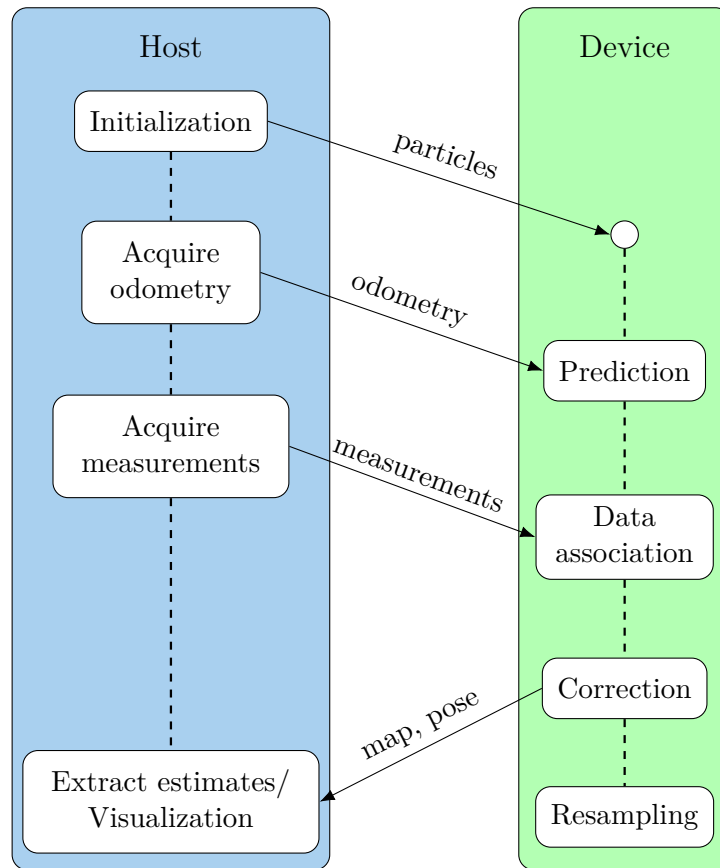 Host
Initialization
Acquire
odometry
Acquire
measurements
Extract estimates/
Visualization
particles
odometry
measurements
map, pose
Device
Prediction
Data
association
Correction
Resampling